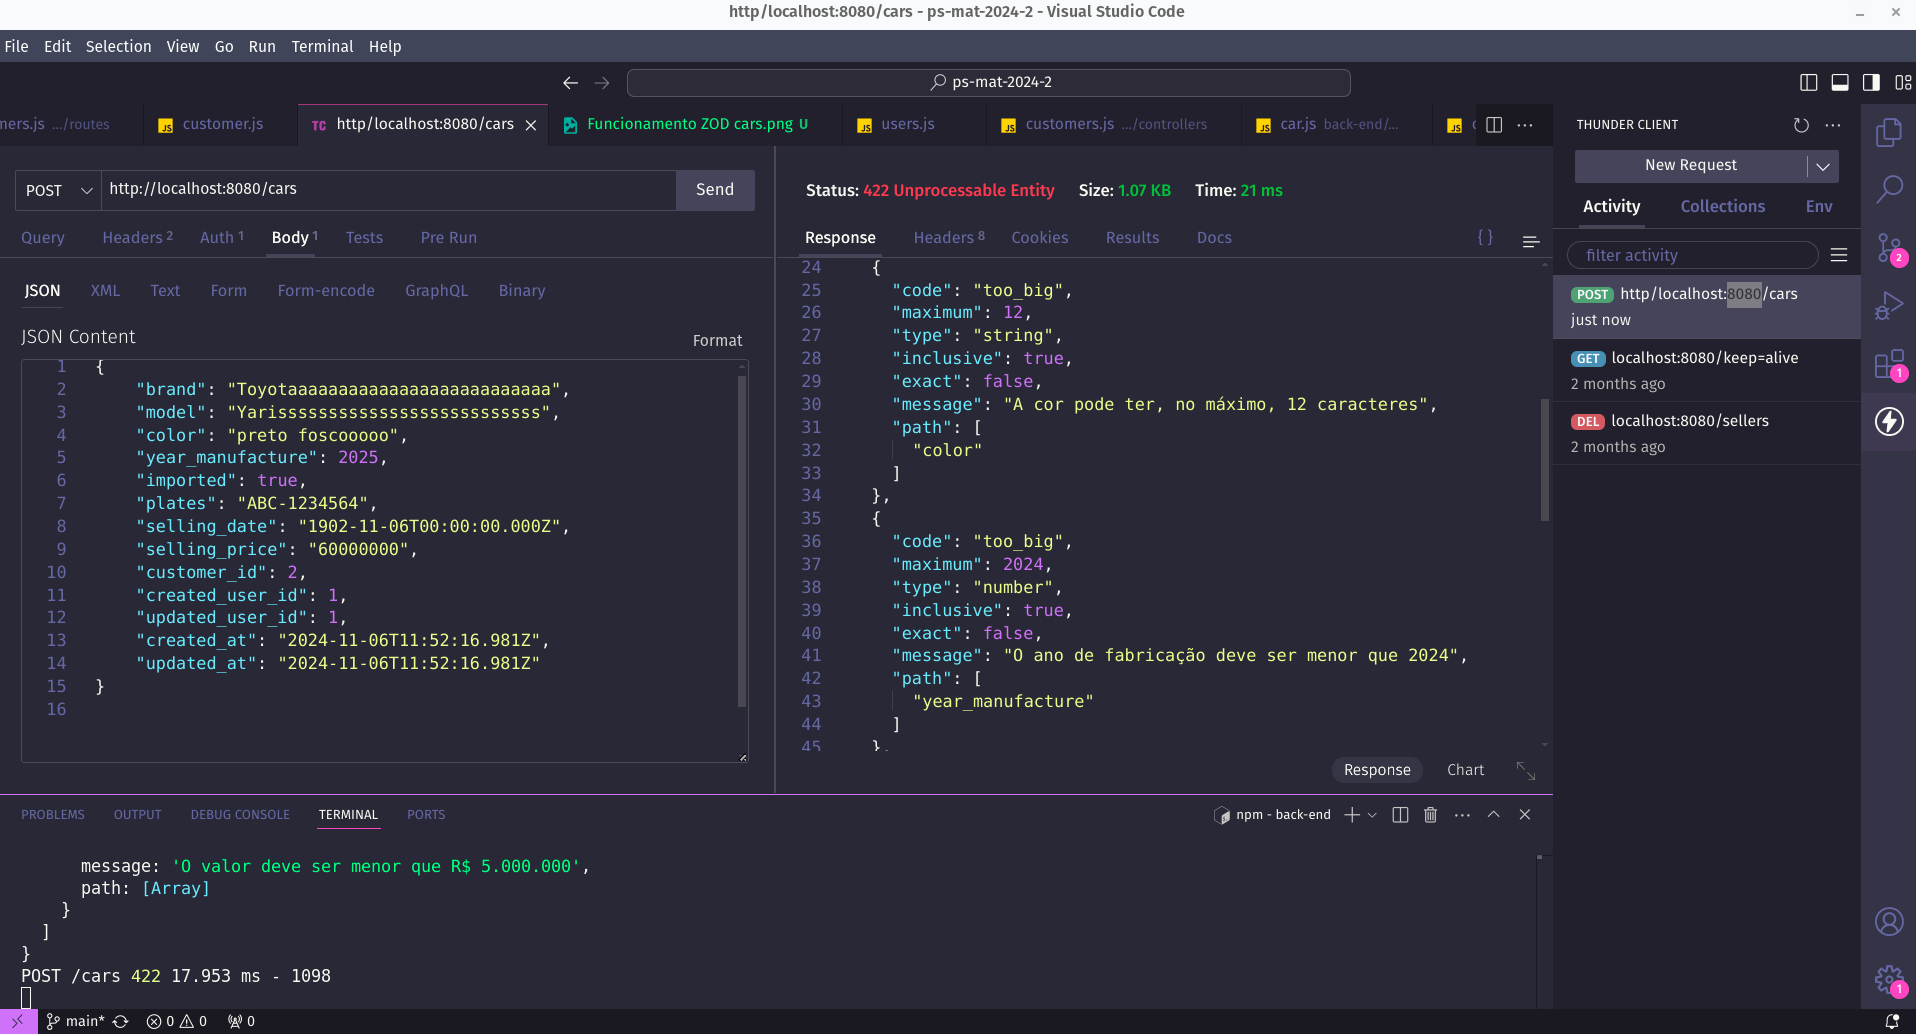 http/localhost:8080/cars - ps-mat-2024-2 - Visual Studio Code
File Edit Selection View Go Run Terminal Help
ps-mat-2024-2
mers.js .../routes
customer.js
TC http/localhost:8080/cars
Funcionamento ZOD cars.png U
users.js
customers.js .../controllers
car.js back-end/...
POST http://localhost:8080/cars Send
Query Headers 2 Auth 1 Body 1 Tests Pre Run
JSON XML Text Form Form-encode GraphQL Binary
JSON Content Format
1 {
2 "brand": "Toyotaaaaaaaaaaaaaaaaaaaaaaaaaaa",
3 "model": "Yarisssssssssssssssssssssssssss",
4 "color": "preto foscooooo",
5 "year_manufacture": 2025,
6 "imported": true,
7 "plates": "ABC-1234564",
8 "selling_date": "1902-11-06T00:00:00.000Z",
9 "selling_price": "60000000",
10 "customer_id": 2,
11 "created_user_id": 1,
12 "updated_user_id": 1,
13 "created_at": "2024-11-06T11:52:16.981Z",
14 "updated_at": "2024-11-06T11:52:16.981Z"
15 }
16
Status: 422 Unprocessable Entity Size: 1.07 KB Time: 21 ms
Response Headers 8 Cookies Results Docs { }
24 {
25 "code": "too_big",
26 "maximum": 12,
27 "type": "string",
28 "inclusive": true,
29 "exact": false,
30 "message": "A cor pode ter, no máximo, 12 caracteres",
31 "path": [
32 "color"
33 ]
34 },
35 {
36 "code": "too_big",
37 "maximum": 2024,
38 "type": "number",
39 "inclusive": true,
40 "exact": false,
41 "message": "O ano de fabricação deve ser menor que 2024",
42 "path": [
43 "year_manufacture"
44 ]
45 },
Response Chart
THUNDER CLIENT
New Request
Activity Collections Env
filter activity
POST http/localhost:8080/cars
just now
GET localhost:8080/keep=alive
2 months ago
DEL localhost:8080/sellers
2 months ago
2
1
1
PROBLEMS OUTPUT DEBUG CONSOLE TERMINAL PORTS
npm - back-end
message: 'O valor deve ser menor que R$ 5.000.000',
path: [Array]
}
]
}
POST /cars 422 17.953 ms - 1098
main* 0 0 0